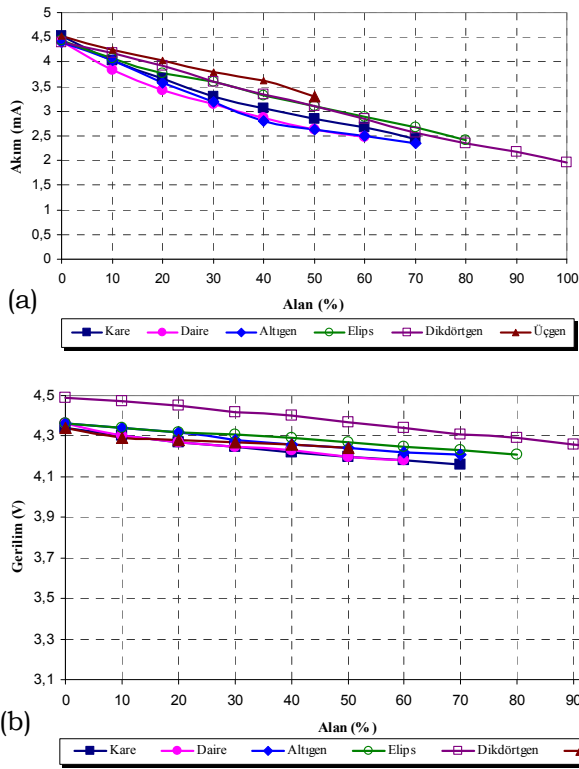 5
4,5
4
3,5
3
2,5
2
1,5
1
0,5
0
Akım (mA)
0 10 20 30 40 50 60 70 80 90 100
(a)
Alan (%)
Kare Daire Altıgen Elips Dikdörtgen Üçgen
4,5
4,3
4,1
3,9
3,7
3,5
3,3
3,1
Gerilim (V)
0 10 20 30 40 50 60 70 80 90
(b)
Alan (%)
Kare Daire Altıgen Elips Dikdörtgen